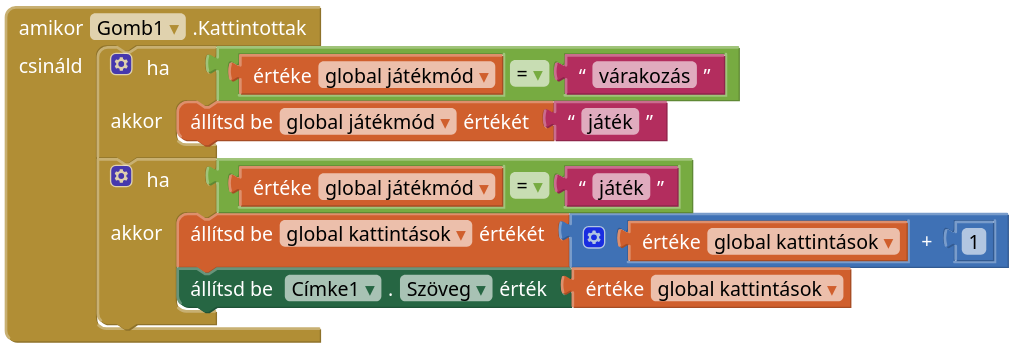 amikor Gomb1 .Kattintottak
csináld ha értéke global játékmód = “ várakozás ”
akkor állítsd be global játékmód értékét “ játék ”
ha értéke global játékmód = “ játék ”
akkor állítsd be global kattintások értékét értéke global kattintások + 1
állítsd be Címke1 . Szöveg érték értéke global kattintások